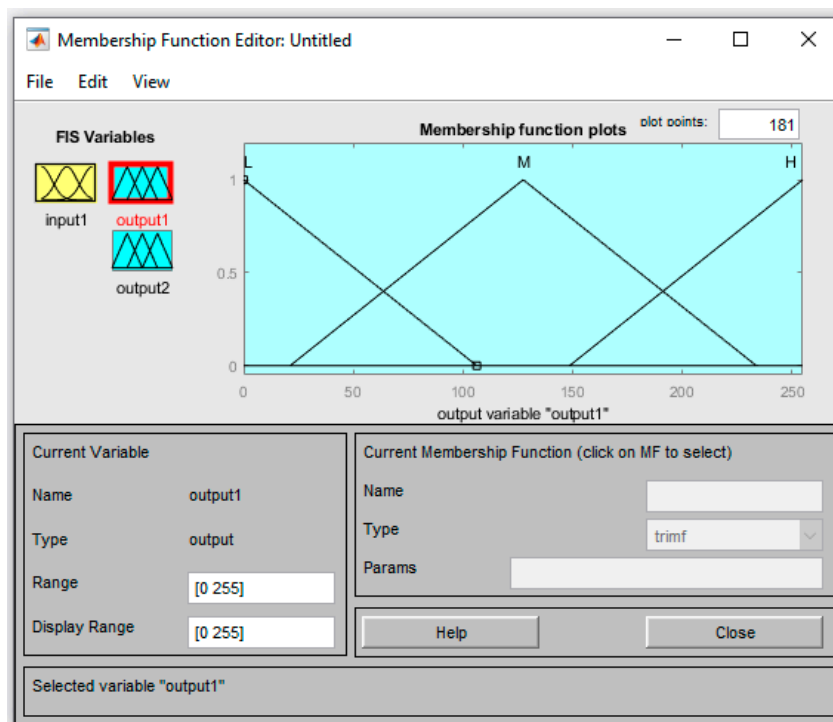 Membership Function Editor: Untitled
File Edit View
FIS Variables
Membership function plots
plot points:
181
input1
output1
output2
L
M
H
1
0.5
0
0 50 100 150 200 250
output variable "output1"
Current Variable
Name output1
Type output
Range [0 255]
Display Range [0 255]
Current Membership Function (click on MF to select)
Name
Type trimf
Params
Help Close
Selected variable "output1"